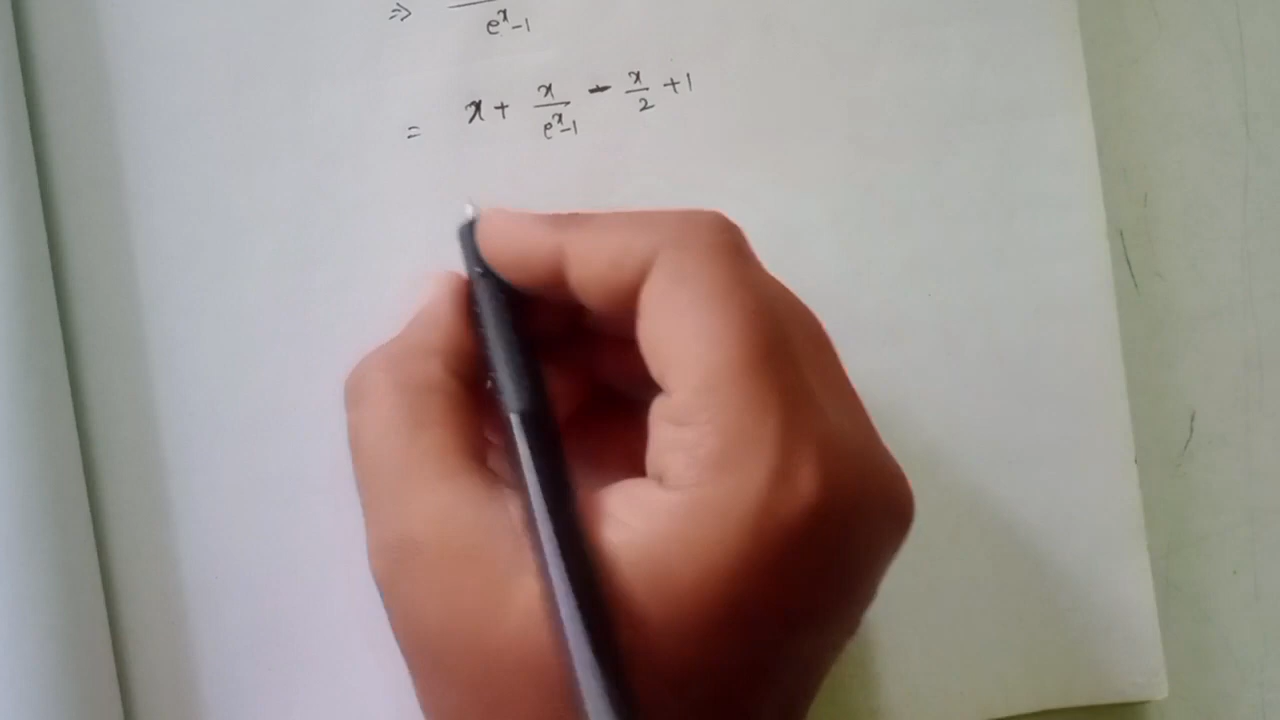 ⇒ e^x-1
= x + x/(e^x-1) - x/2 + 1